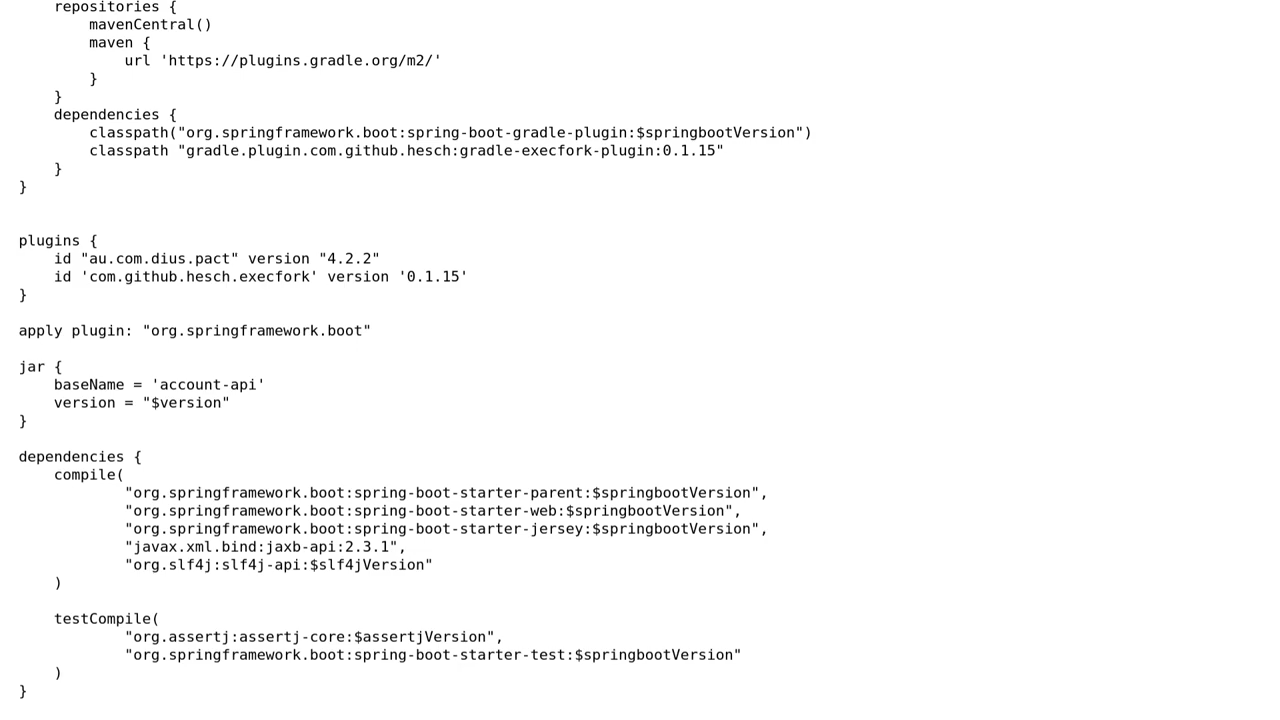 repositories {
        mavenCentral()
        maven {
            url 'https://plugins.gradle.org/m2/'
        }
    }
    dependencies {
        classpath("org.springframework.boot:spring-boot-gradle-plugin:$springbootVersion")
        classpath "gradle.plugin.com.github.hesch:gradle-execfork-plugin:0.1.15"
    }
}


plugins {
    id "au.com.dius.pact" version "4.2.2"
    id 'com.github.hesch.execfork' version '0.1.15'
}

apply plugin: "org.springframework.boot"

jar {
    baseName = 'account-api'
    version = "$version"
}

dependencies {
    compile(
            "org.springframework.boot:spring-boot-starter-parent:$springbootVersion",
            "org.springframework.boot:spring-boot-starter-web:$springbootVersion",
            "org.springframework.boot:spring-boot-starter-jersey:$springbootVersion",
            "javax.xml.bind:jaxb-api:2.3.1",
            "org.slf4j:slf4j-api:$slf4jVersion"
    )

    testCompile(
            "org.assertj:assertj-core:$assertjVersion",
            "org.springframework.boot:spring-boot-starter-test:$springbootVersion"
    )
}